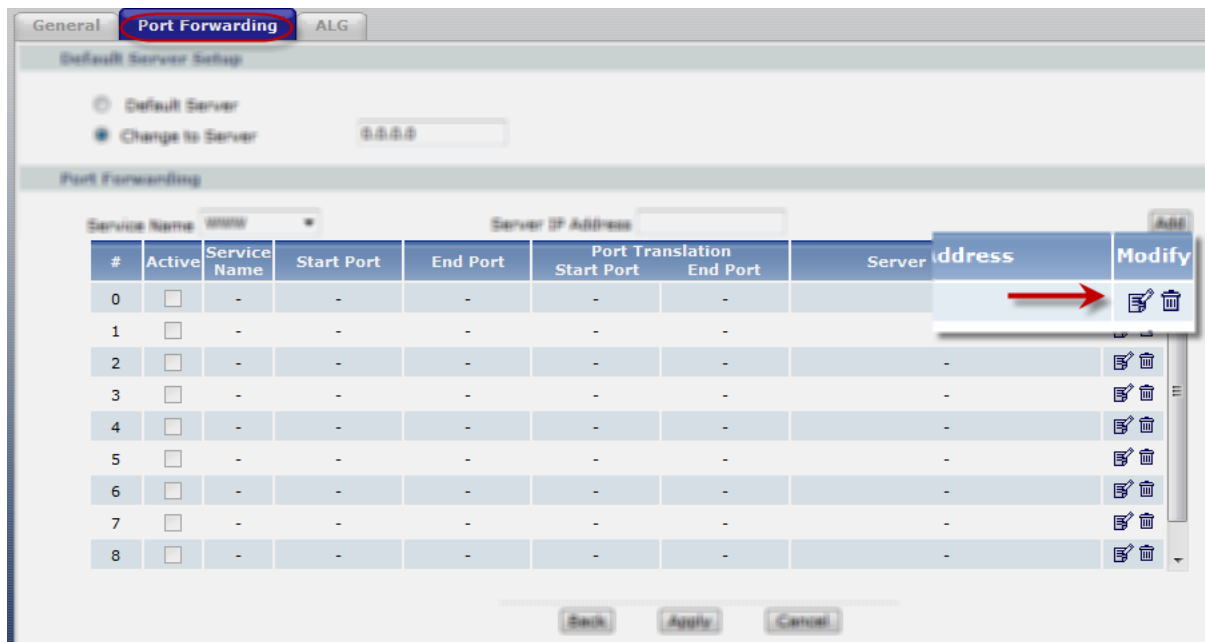 General Port Forwarding ALG
Default Server Setup
Default Server
Change to Server 0.0.0.0
Port Forwarding
Service Name WWW Server IP Address Add
# Active Service Name Start Port End Port Port Translation Start Port End Port Server Address Modify
0 - - - - -
1 - - - - -
2 - - - - - -
3 - - - - - -
4 - - - - - -
5 - - - - - -
6 - - - - - -
7 - - - - - -
8 - - - - - -
Back Apply Cancel